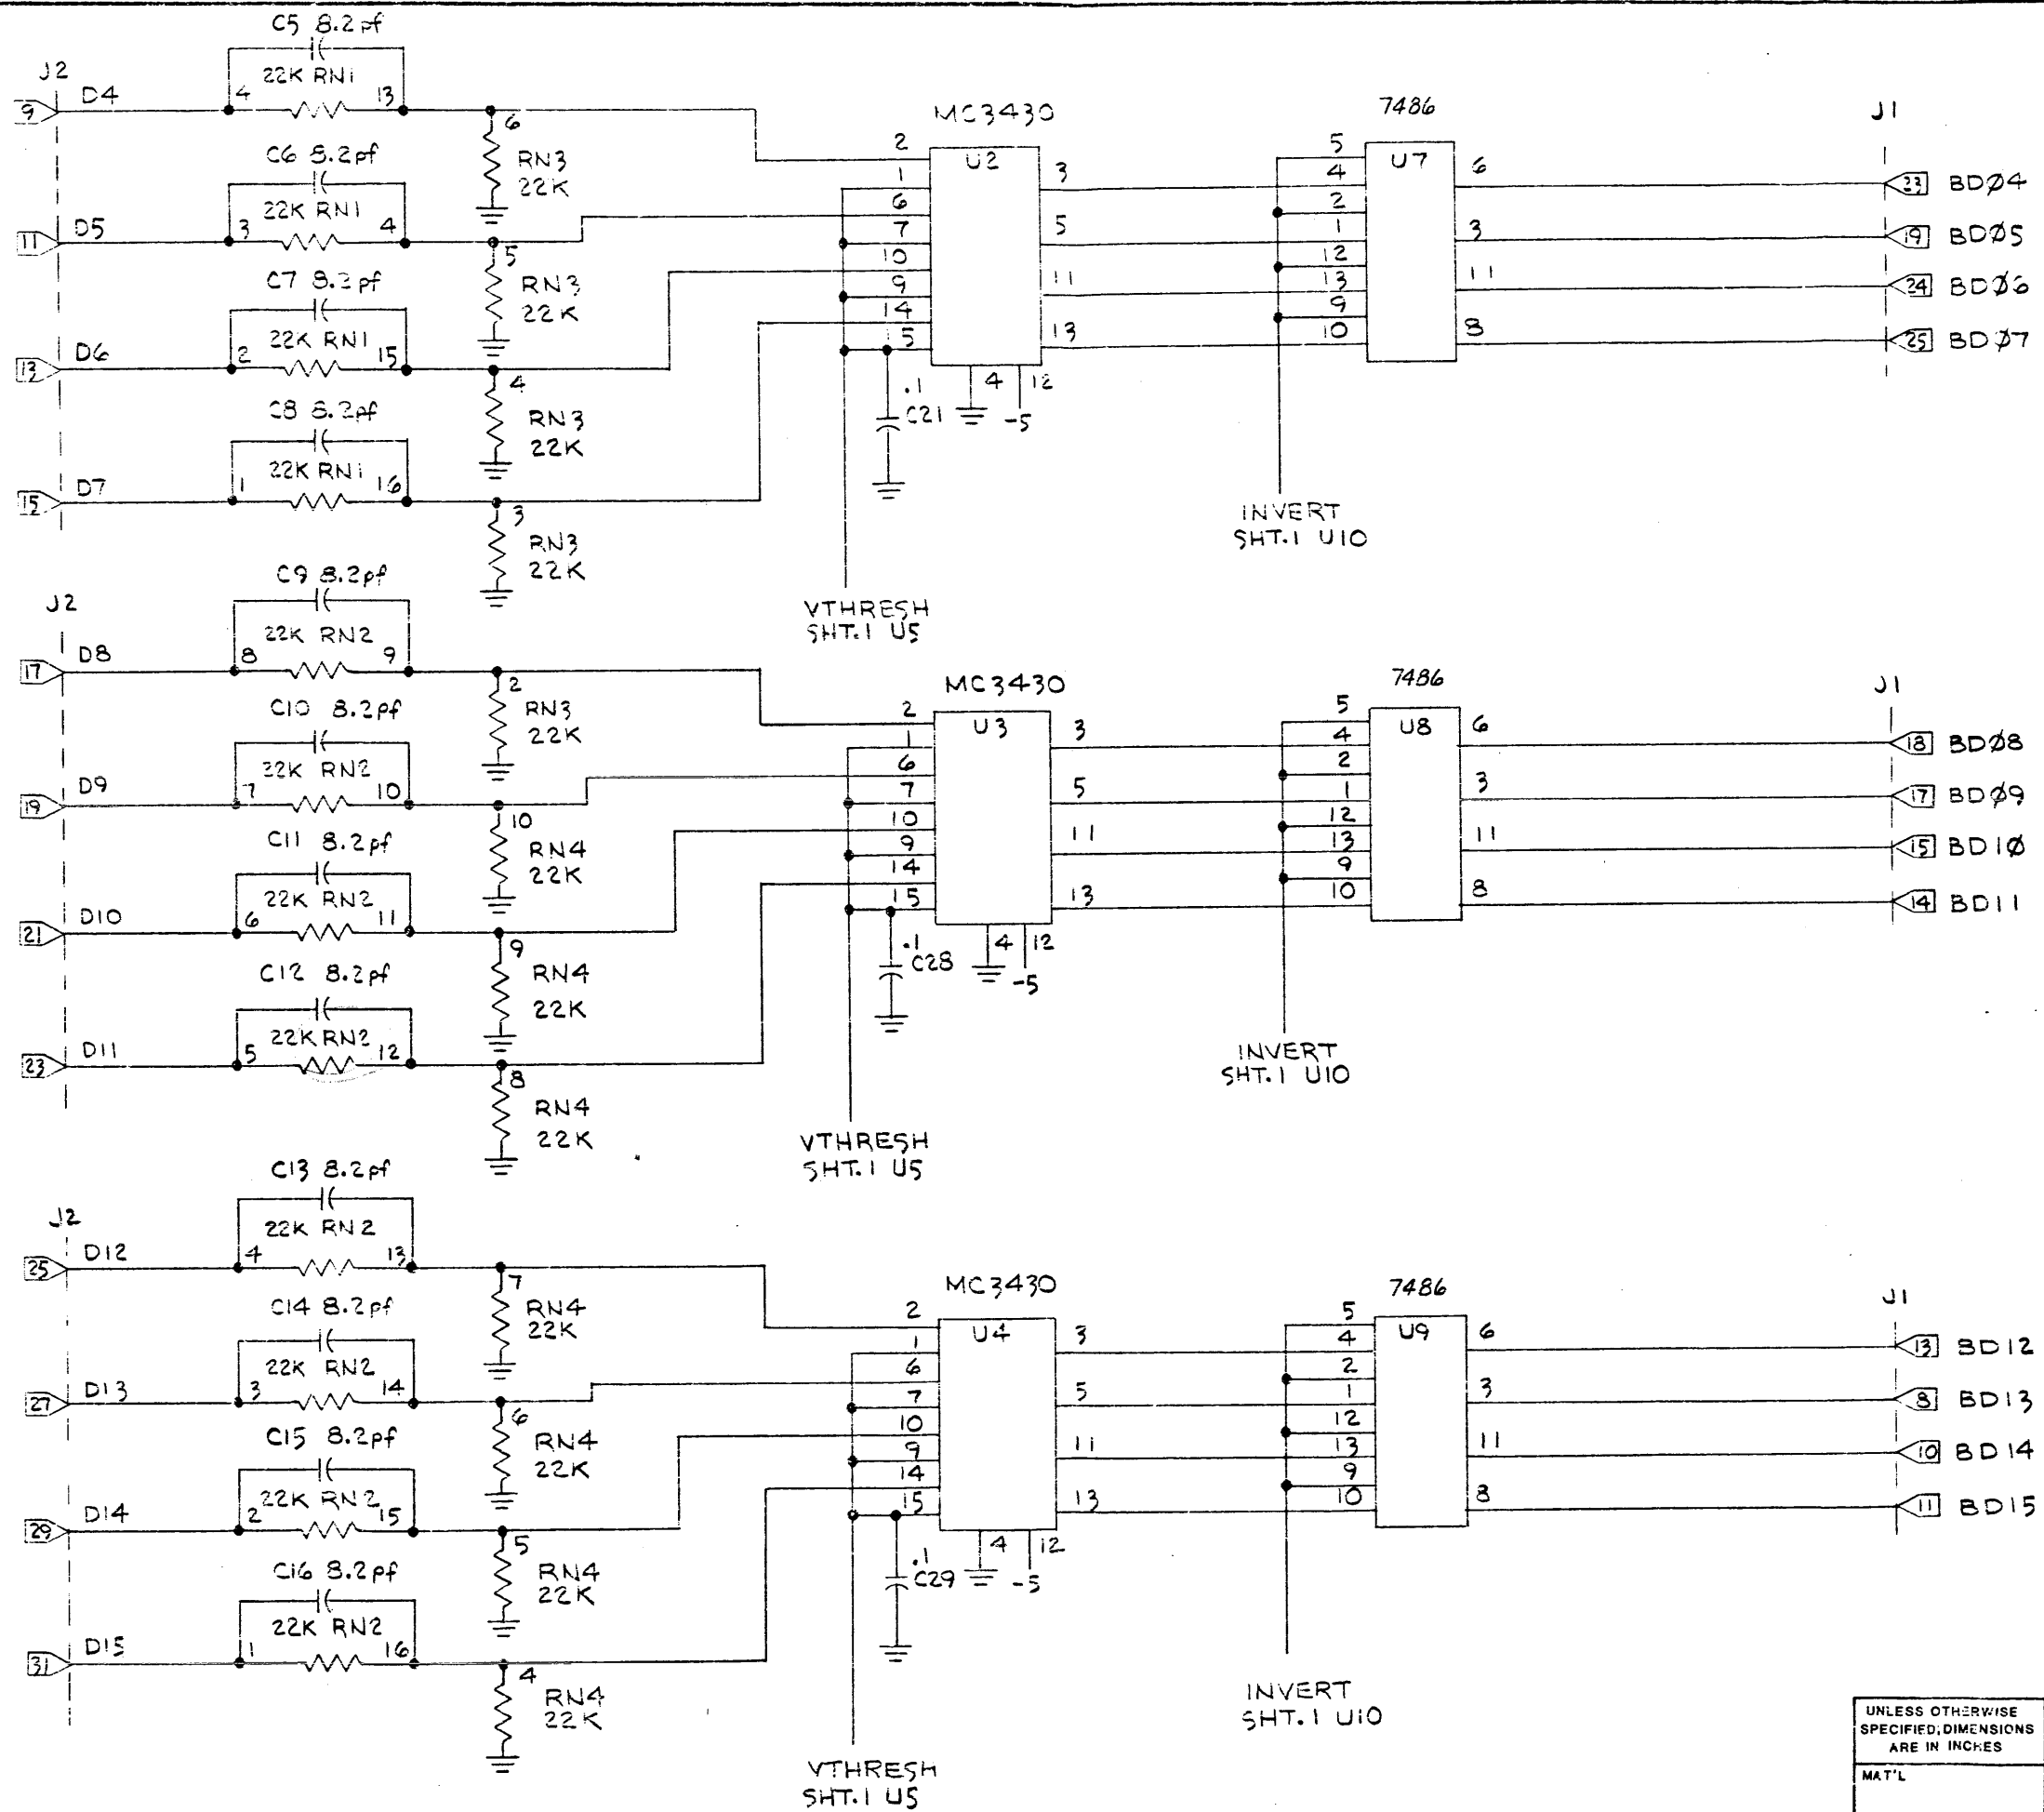 C5 8.2pf
J2
22K RN1
9
D4
4
13
6
RN3
22K
MC3430
7486
J1
C6 8.2pf
22K RN1
11
D5
3
4
5
RN3
22K
C7 8.2pf
22K RN1
13
D6
2
15
4
RN3
22K
C8 8.2pf
22K RN1
15
D7
1
16
3
RN3
22K
2
1
6
7
10
9
14
5
U2
3
5
11
13
4
12
.1
C21
-5
VTHRESH
SHT.1 U5
5
4
2
1
12
13
9
10
U7
6
3
11
8
INVERT
SHT.1 U10
23 BDØ4
19 BDØ5
24 BDØ6
25 BDØ7
C9 8.2pf
J2
22K RN2
17
D8
8
9
2
RN3
22K
MC3430
7486
J1
C10 8.2pf
22K RN2
19
D9
7
10
10
RN4
22K
C11 8.2pf
22K RN2
21
D10
6
11
9
RN4
22K
C12 8.2pf
22K RN2
23
D11
5
12
8
RN4
22K
2
1
6
7
10
9
14
15
U3
3
5
11
13
4
12
.1
C28
-5
VTHRESH
SHT.1 U5
5
4
2
1
12
13
9
10
U8
6
3
11
8
INVERT
SHT.1 U10
18 BDØ8
17 BDØ9
15 BD1Ø
14 BD11
C13 8.2pf
J2
22K RN2
25
D12
4
13
7
RN4
22K
MC3430
7486
J1
C14 8.2pf
22K RN2
27
D13
3
14
6
RN4
22K
C15 8.2pf
22K RN2
29
D14
2
15
5
RN4
22K
C16 8.2pf
22K RN2
31
D15
1
16
4
RN4
22K
2
1
6
7
10
9
14
15
U4
3
5
11
13
4
12
.1
C29
-5
VTHRESH
SHT.1 U5
5
4
2
1
12
13
9
10
U9
6
3
11
8
INVERT
SHT.1 U10
13 BD12
8 BD13
10 BD14
11 BD15
UNLESS OTHERWISE
SPECIFIED; DIMENSIONS
ARE IN INCHES
MAT'L